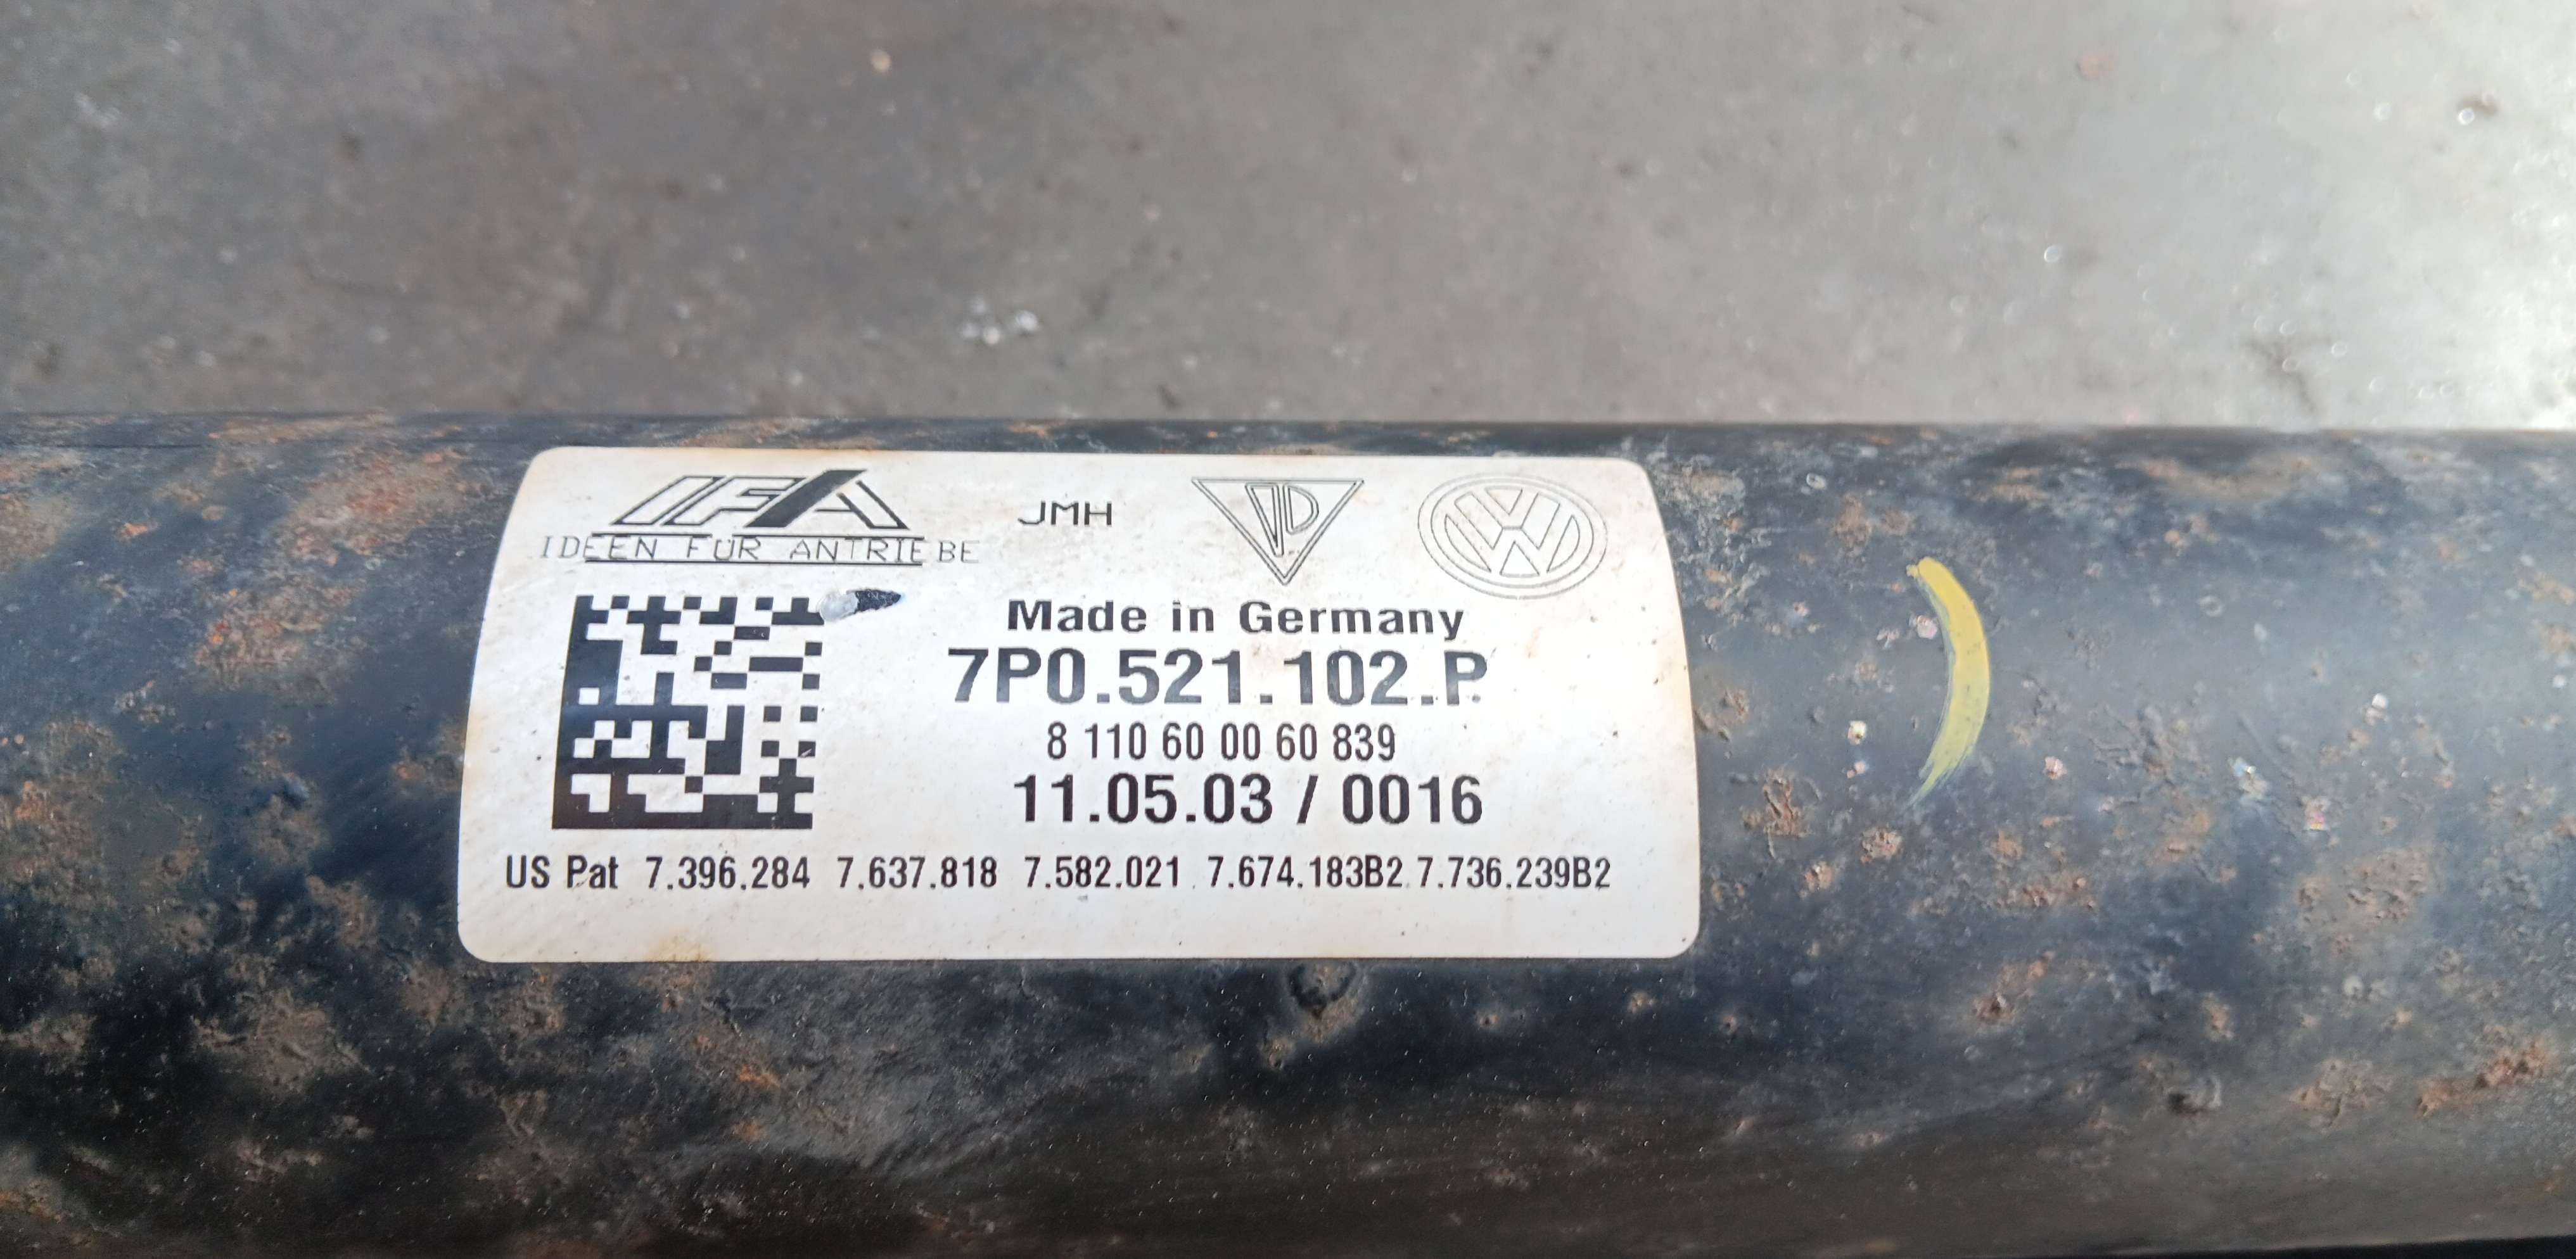 IFA
IDEEN FÜR ANTRIEBE
JMH
VW
Made in Germany
7P0.521.102.P
8 110 60 00 60 839
11.05.03 / 0016
US Pat 7.396.284 7.637.818 7.582.021 7.674.183B2 7.736.239B2